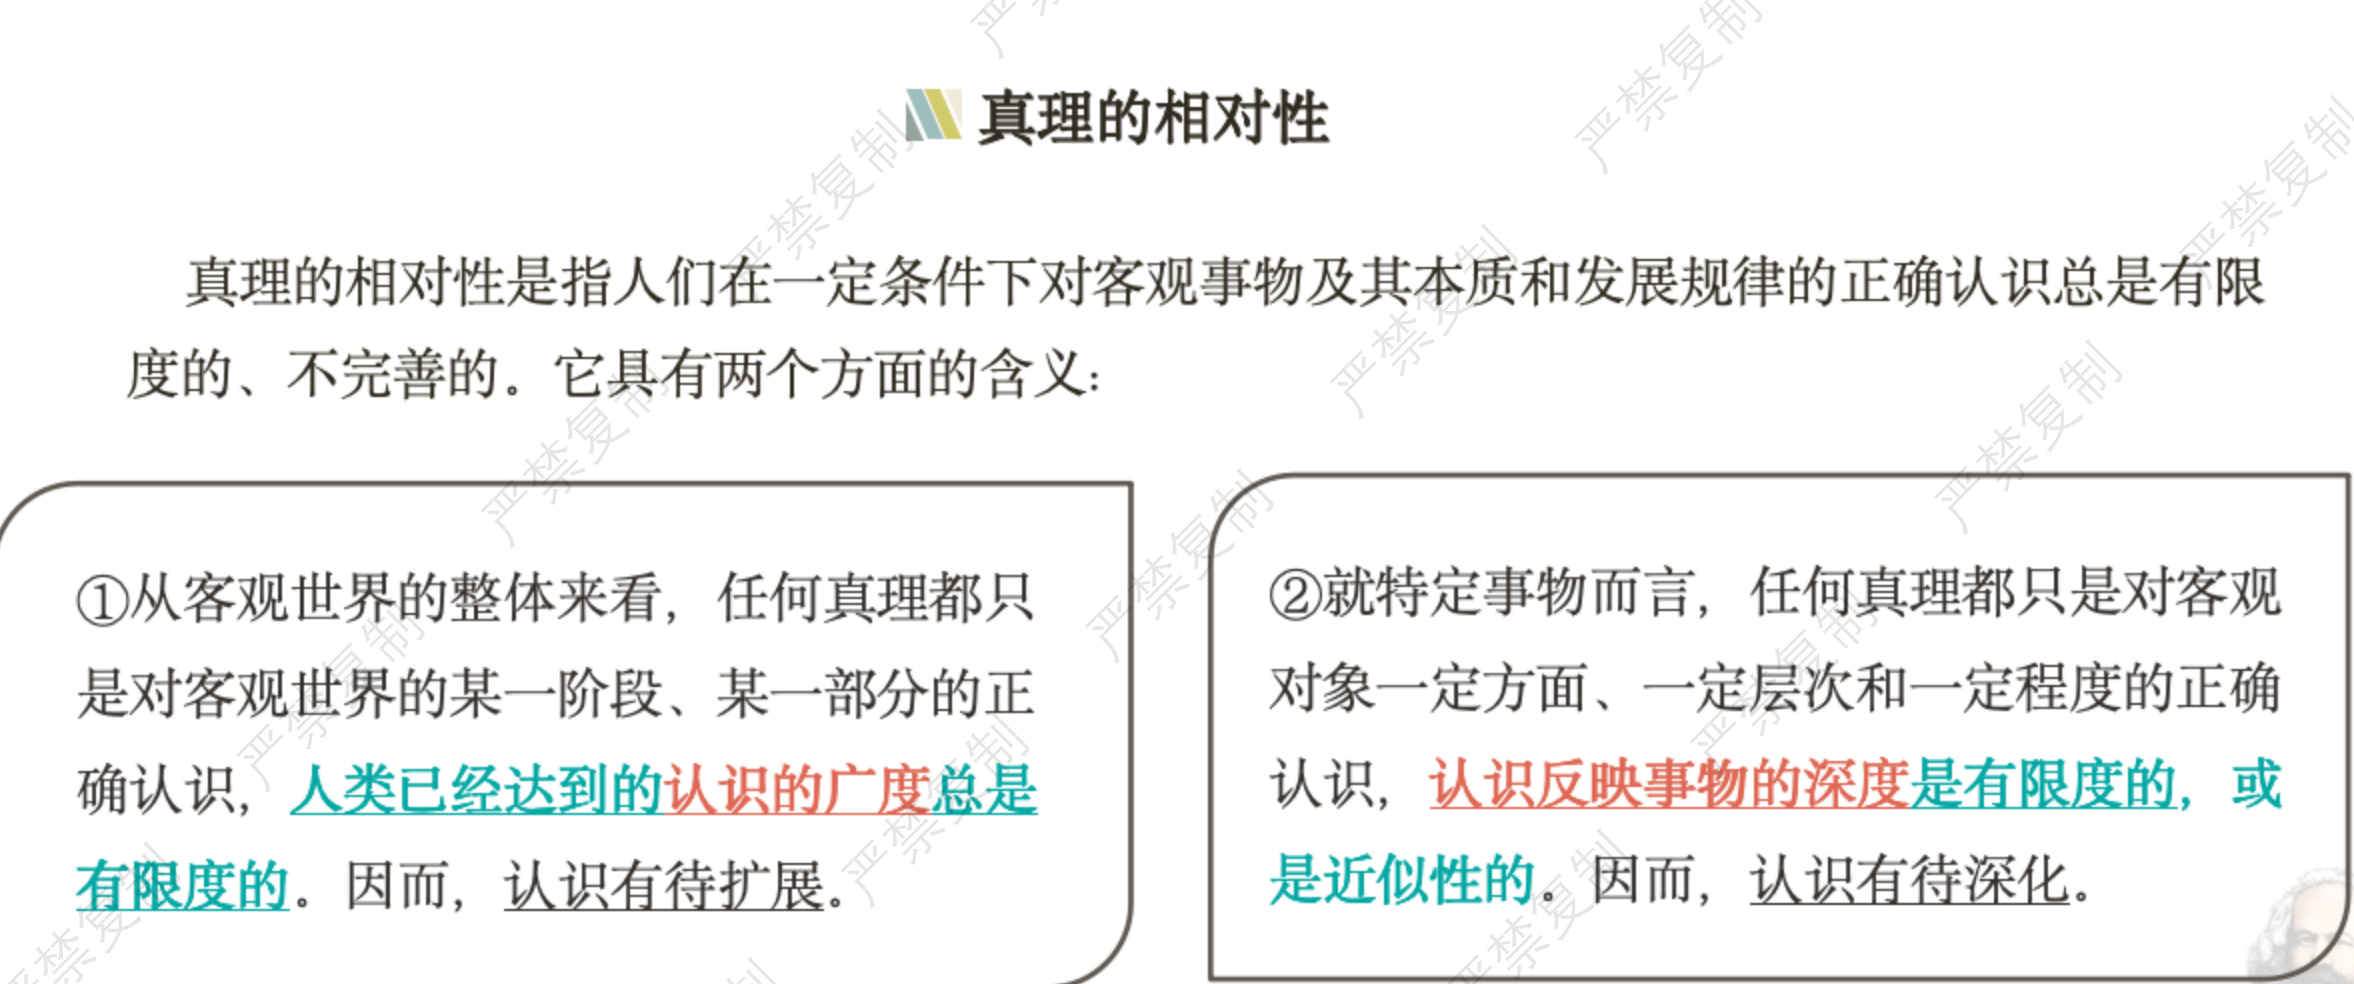 真理的相对性
真理的相对性是指人们在一定条件下对客观事物及其本质和发展规律的正确认识总是有限
度的、不完善的。它具有两个方面的含义：
①从客观世界的整体来看，任何真理都只
是对客观世界的某一阶段、某一部分的正
确认识，人类已经达到的认识的广度总是
有限度的。因而，认识有待扩展。
②就特定事物而言，任何真理都只是对客观
对象一定方面、一定层次和一定程度的正确
认识，认识反映事物的深度是有限度的，或
是近似性的。因而，认识有待深化。
严禁复制
严禁复制
严禁复制
严禁复制
严禁复制
严禁复制
严禁复制
严禁复制
严禁复制
严禁复制
严禁复制
严禁复制